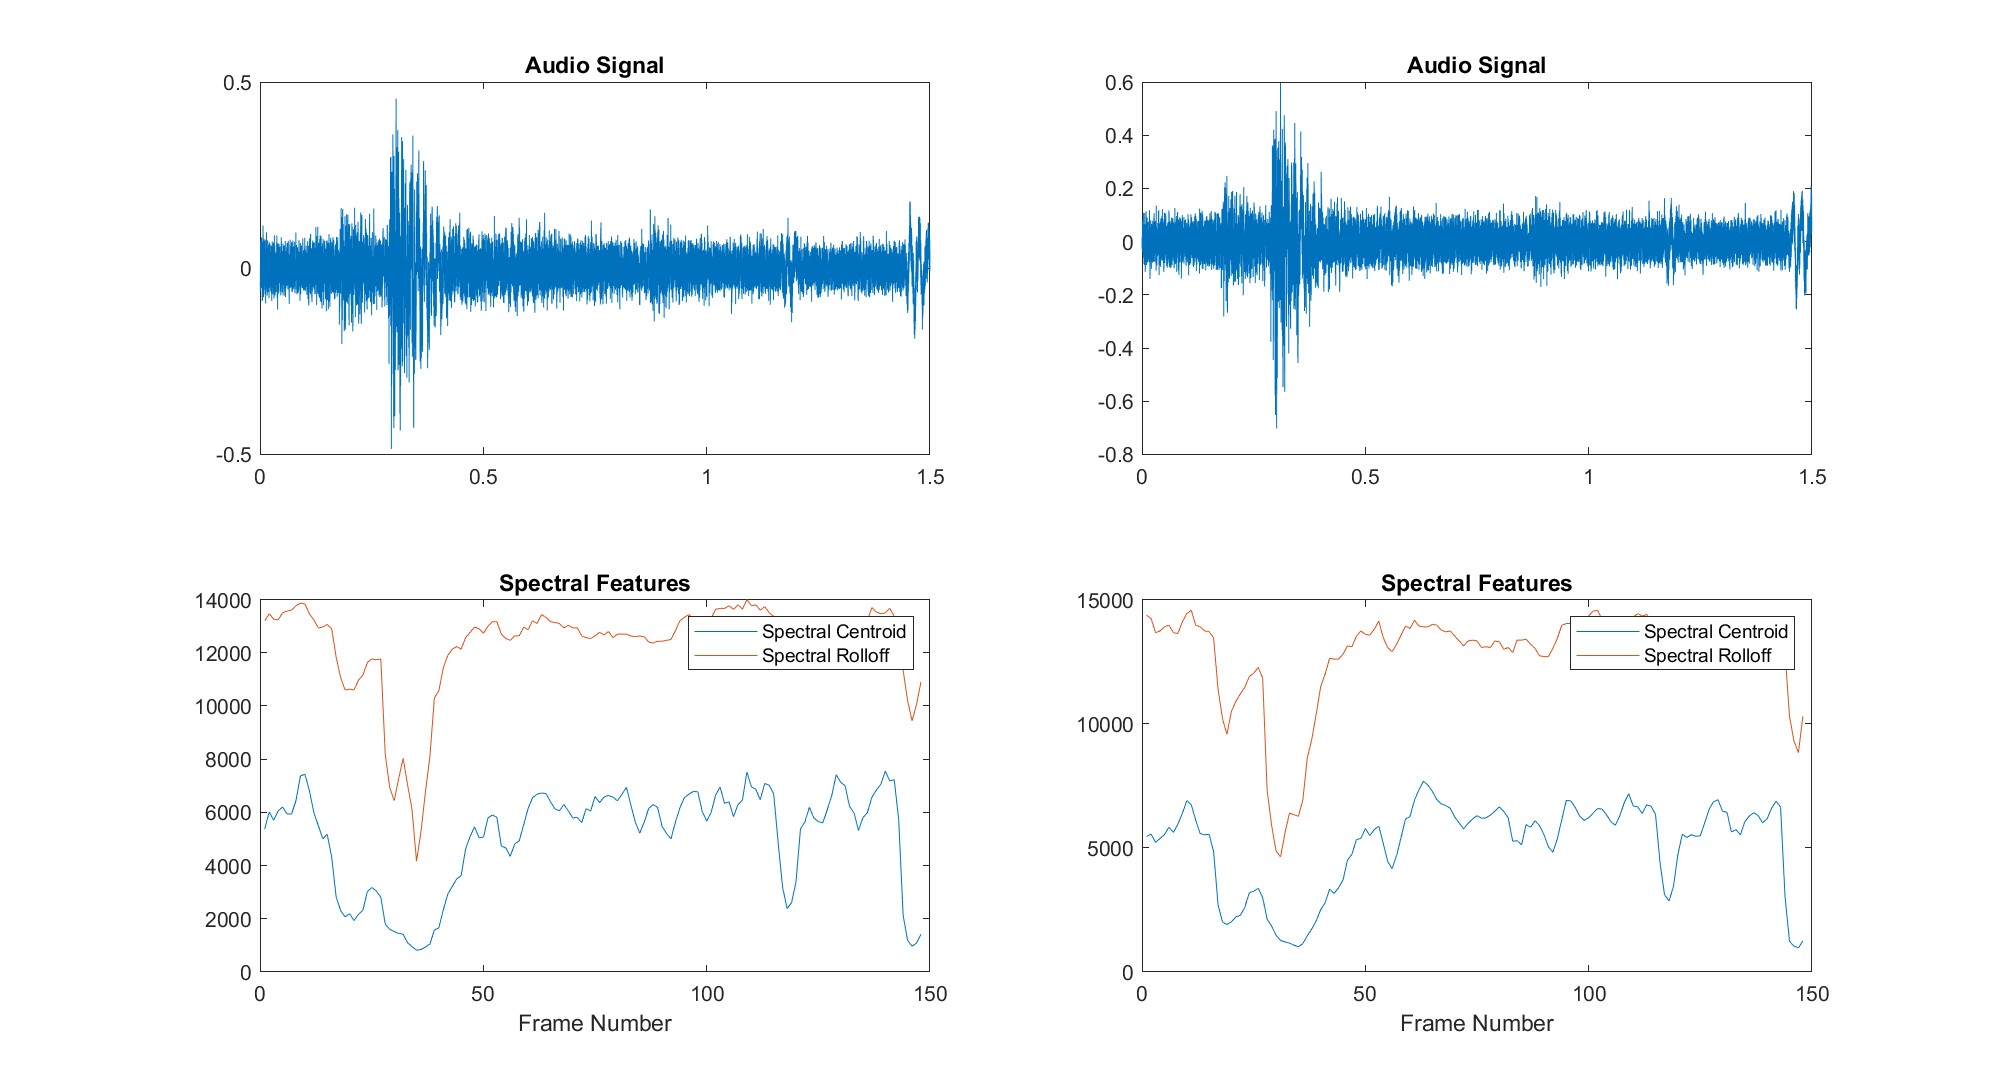 Audio Signal
0.5
0
-0.5
0 0.5 1 1.5
Audio Signal
0.6
0.4
0.2
0
-0.2
-0.4
-0.6
-0.8
0 0.5 1 1.5
Spectral Features
14000
12000
10000
8000
6000
4000
2000
0
Spectral Centroid
Spectral Rolloff
0 50 100 150
Frame Number
Spectral Features
15000
10000
5000
0
Spectral Centroid
Spectral Rolloff
0 50 100 150
Frame Number